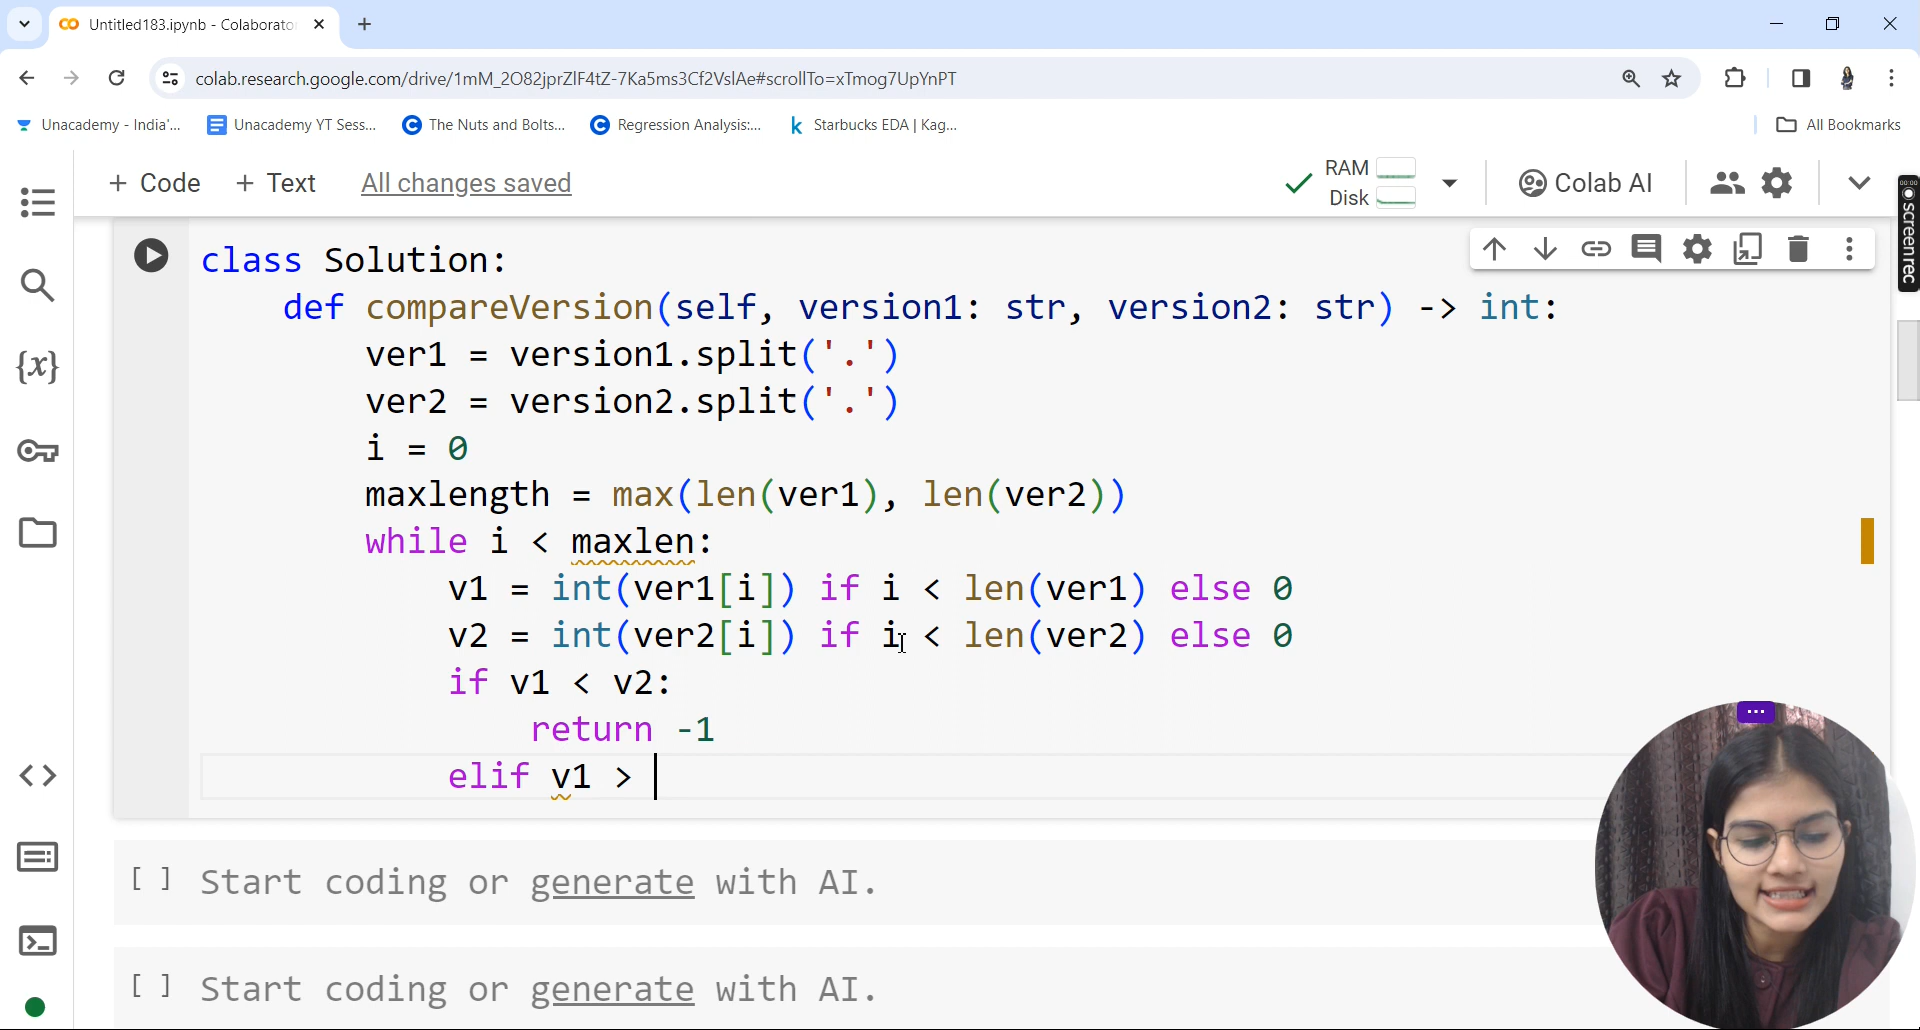 Untitled183.ipynb - Colaborato
colab.research.google.com/drive/1mM_2O82jprZlF4tZ-7Ka5ms3Cf2VslAe#scrollTo=xTmog7UpYnPT
Unacademy - India'...
Unacademy YT Sess...
The Nuts and Bolts...
Regression Analysis:...
Starbucks EDA | Kag...
All Bookmarks
+ Code + Text All changes saved
RAM
Disk
Colab AI
screenrec
class Solution:
def compareVersion(self, version1: str, version2: str) -> int:
ver1 = version1.split('.')
ver2 = version2.split('.')
i = 0
maxlength = max(len(ver1), len(ver2))
while i < maxlen:
v1 = int(ver1[i]) if i < len(ver1) else 0
v2 = int(ver2[i]) if i < len(ver2) else 0
if v1 < v2:
return -1
elif v1 >
[ ] Start coding or generate with AI.
[ ] Start coding or generate with AI.